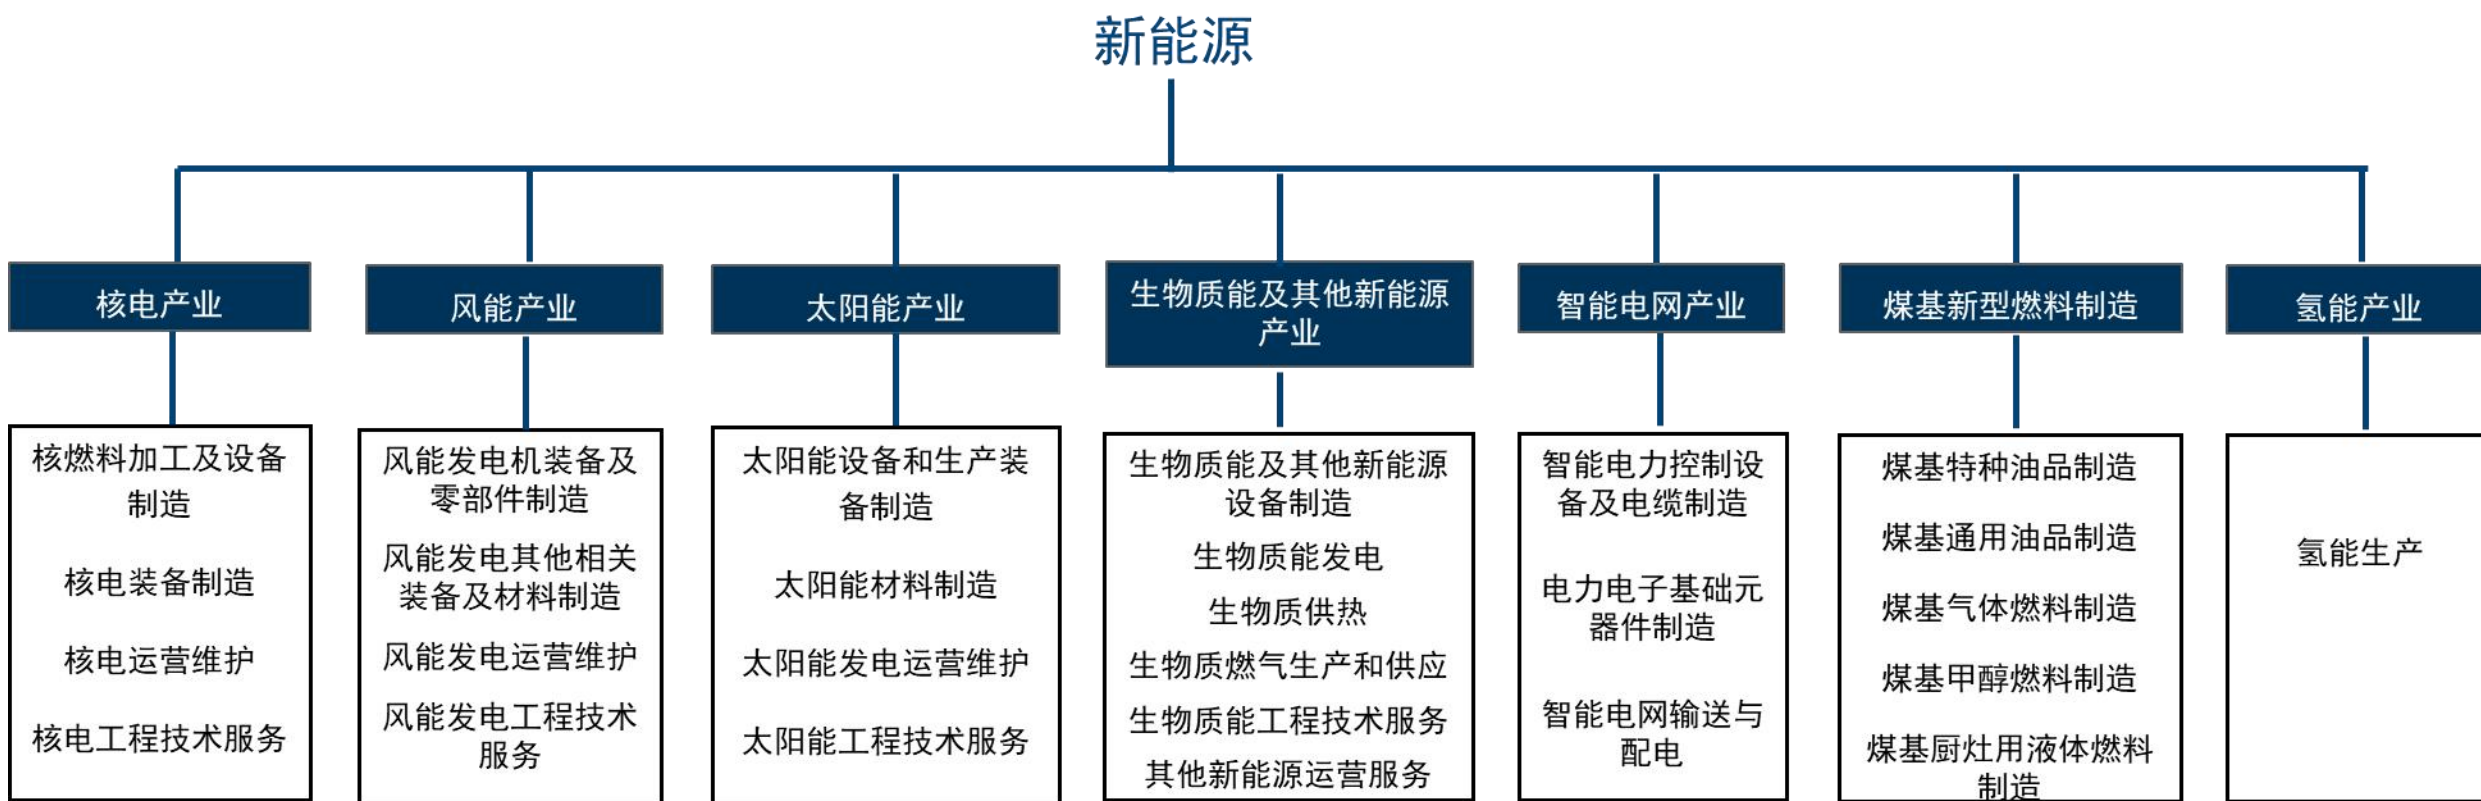 新能源
核电产业
风能产业
太阳能产业
生物质能及其他新能源
产业
智能电网产业
煤基新型燃料制造
氢能产业
核燃料加工及设备
制造
核电装备制造
核电运营维护
核电工程技术服务
风能发电机装备及
零部件制造
风能发电其他相关
装备及材料制造
风能发电运营维护
风能发电工程技术
服务
太阳能设备和生产装
备制造
太阳能材料制造
太阳能发电运营维护
太阳能工程技术服务
生物质能及其他新能源
设备制造
生物质能发电
生物质供热
生物质燃气生产和供应
生物质能工程技术服务
其他新能源运营服务
智能电力控制设
备及电缆制造
电力电子基础元
器件制造
智能电网输送与
配电
煤基特种油品制造
煤基通用油品制造
煤基气体燃料制造
煤基甲醇燃料制造
煤基厨灶用液体燃料
制造
氢能生产